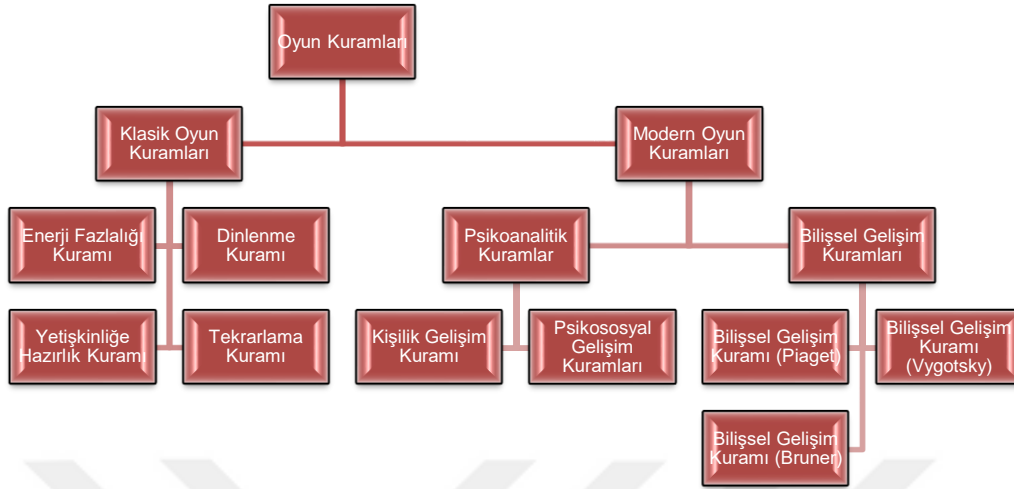 Oyun Kuramları
Klasik Oyun
Kuramları
Modern Oyun
Kuramları
Enerji Fazlalığı
Kuramı
Dinlenme
Kuramı
Psikoanalitik
Kuramlar
Bilişsel Gelişim
Kuramları
Yetişkinliğe
Hazırlık Kuramı
Tekrarlama
Kuramı
Kişilik Gelişim
Kuramı
Psikososyal
Gelişim
Kuramları
Bilişsel Gelişim
Kuramı (Piaget)
Bilişsel Gelişim
Kuramı
(Vygotsky)
Bilişsel Gelişim
Kuramı (Bruner)